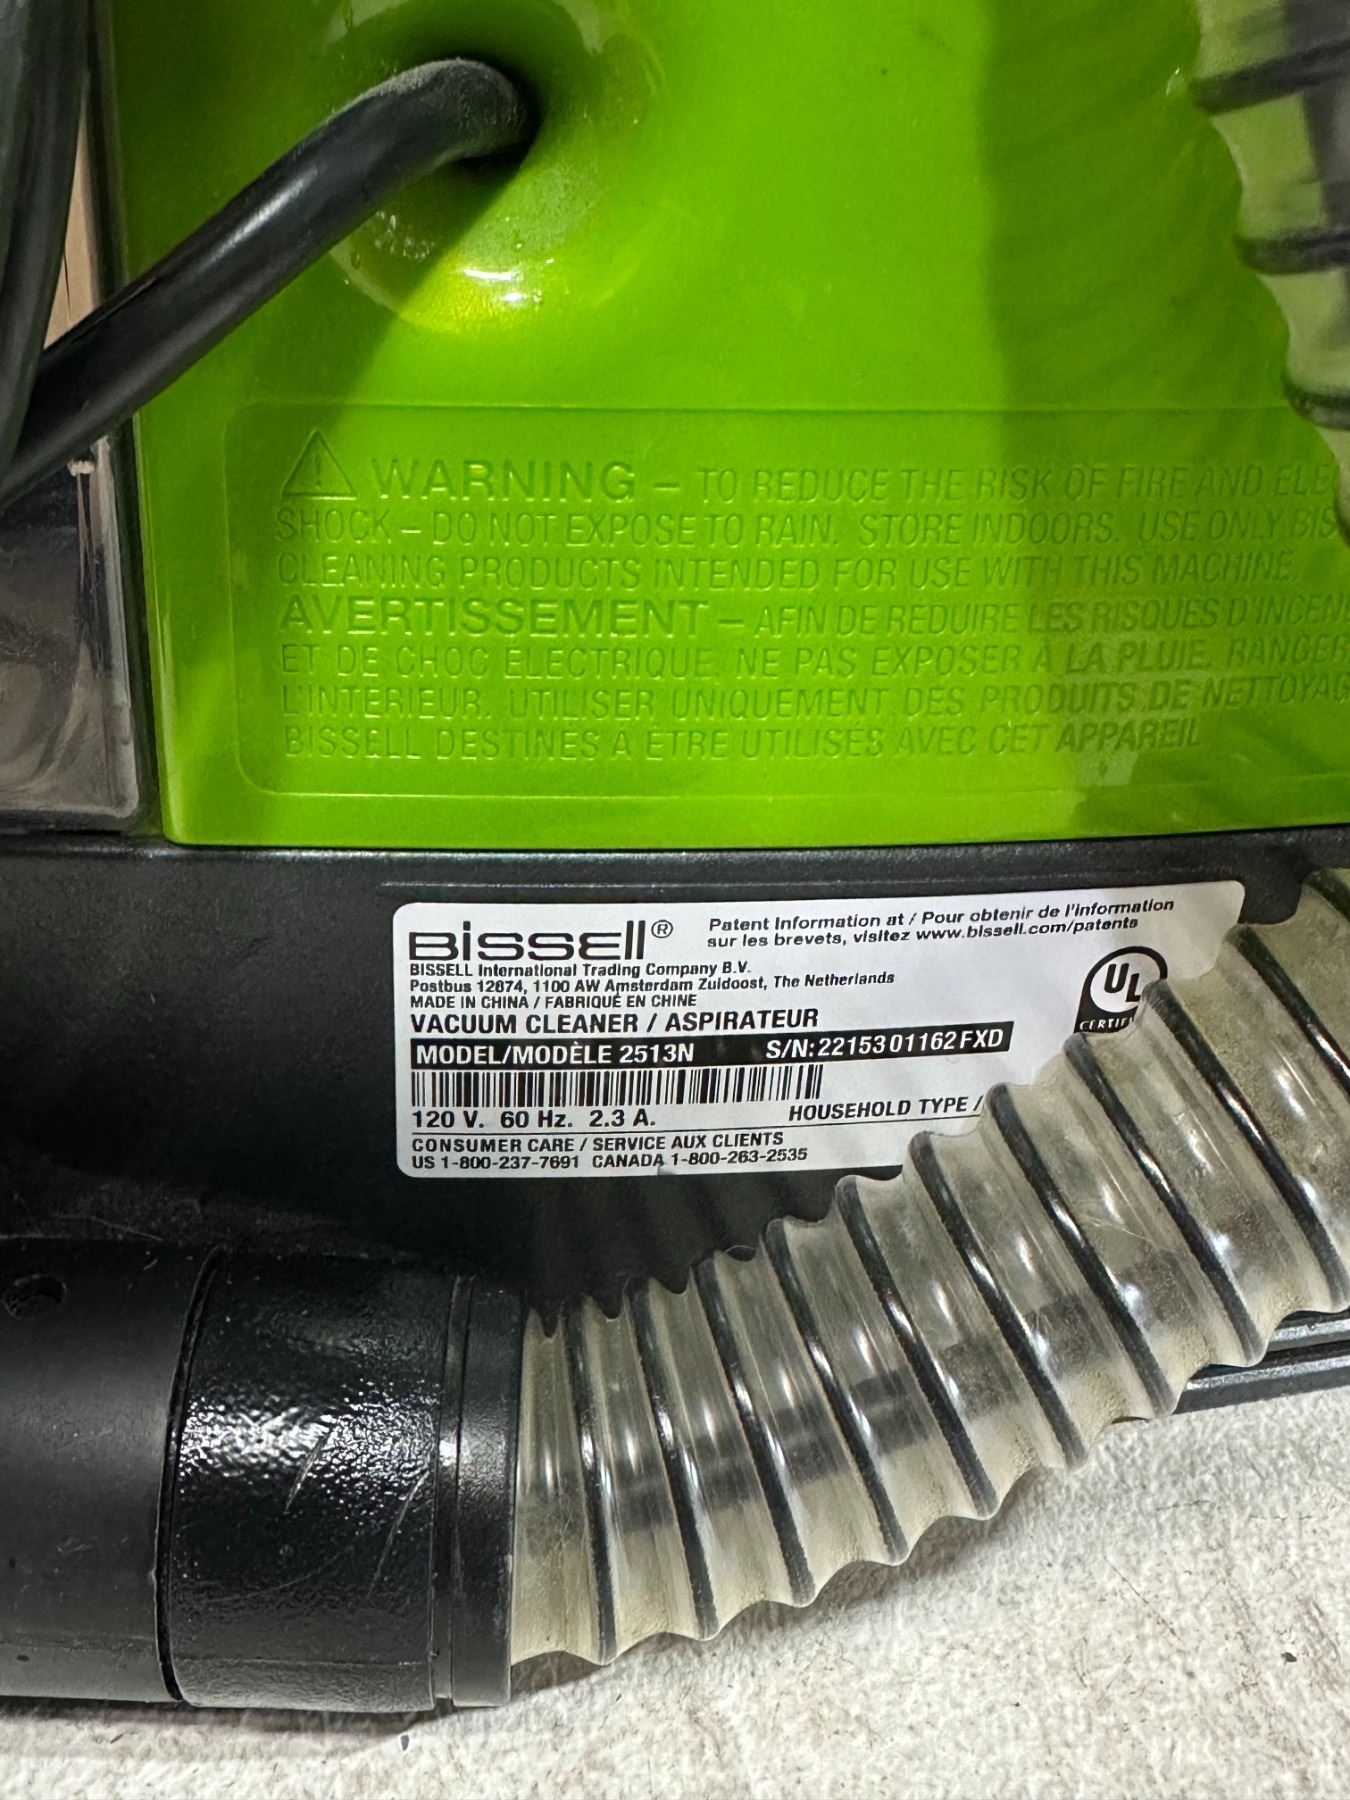 WARNING – TO REDUCE THE RISK OF FIRE AND ELE
SHOCK – DO NOT EXPOSE TO RAIN. STORE INDOORS. USE ONLY BIS
CLEANING PRODUCTS INTENDED FOR USE WITH THIS MACHINE.
AVERTISSEMENT – AFIN DE REDUIRE LES RISQUES D'INCEN
ET DE CHOC ELECTRIQUE. NE PAS EXPOSER À LA PLUIE. RANGER
L'INTERIEUR. UTILISER UNIQUEMENT DES PRODUITS DE NETTOYAG
BISSELL DESTINES A ÊTRE UTILISÉS AVEC CET APPAREIL
BISSELL®
Patent Information at / Pour obtenir de l'information
sur les brevets, visitez www.bissell.com/patents
BISSELL International Trading Company B.V.
Postbus 12874, 1100 AW Amsterdam Zuidoost, The Netherlands
MADE IN CHINA / FABRIQUÉ EN CHINE
VACUUM CLEANER / ASPIRATEUR
MODEL/MODÈLE 2513N S/N:2215301162FXD
120 V. 60 Hz. 2.3 A. HOUSEHOLD TYPE /
CONSUMER CARE / SERVICE AUX CLIENTS
US 1-800-237-7691 CANADA 1-800-263-2535
UL
CERTIFI